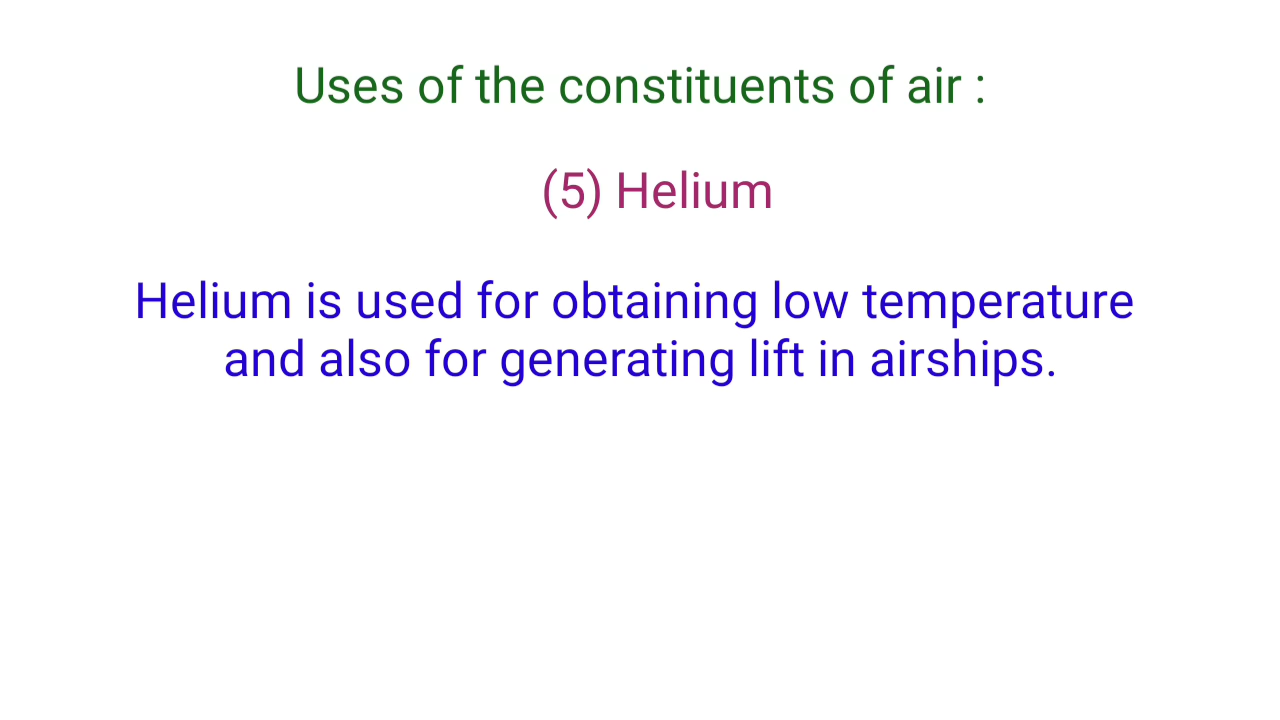 Uses of the constituents of air :
(5) Helium
Helium is used for obtaining low temperature
and also for generating lift in airships.